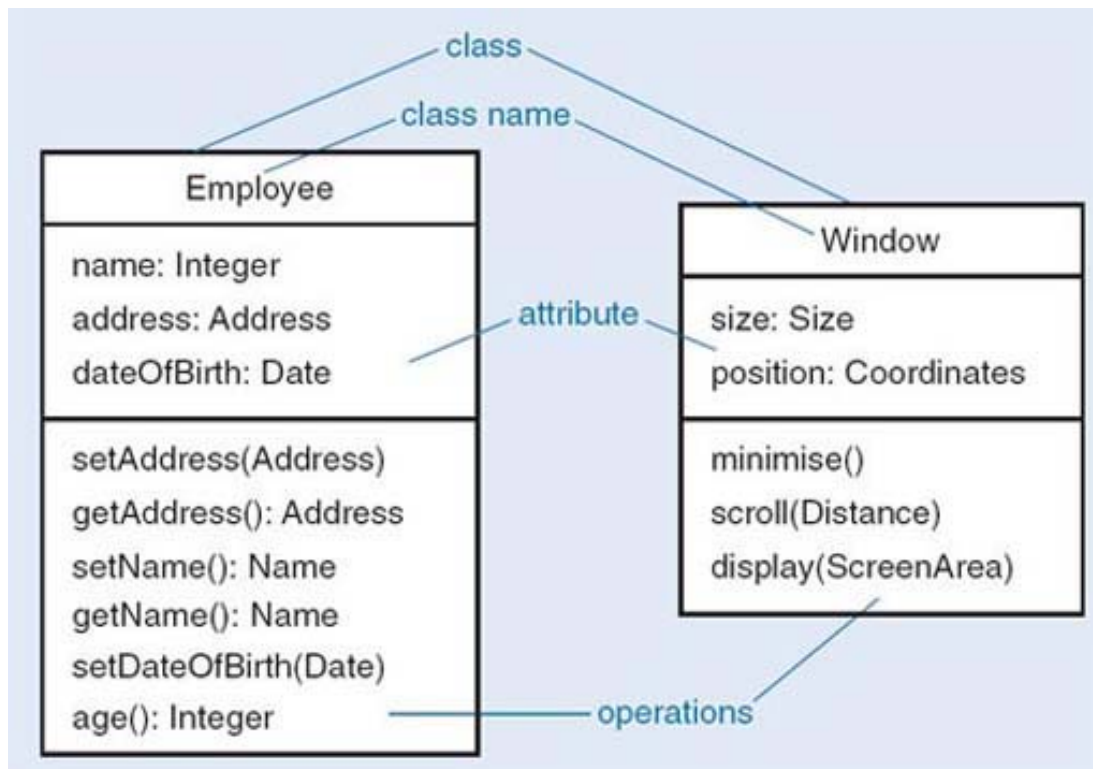 class
class name
Employee
name: Integer
address: Address
dateOfBirth: Date
setAddress(Address)
getAddress(): Address
setName(): Name
getName(): Name
setDateOfBirth(Date)
age(): Integer
attribute
Window
size: Size
position: Coordinates
minimise()
scroll(Distance)
display(ScreenArea)
operations